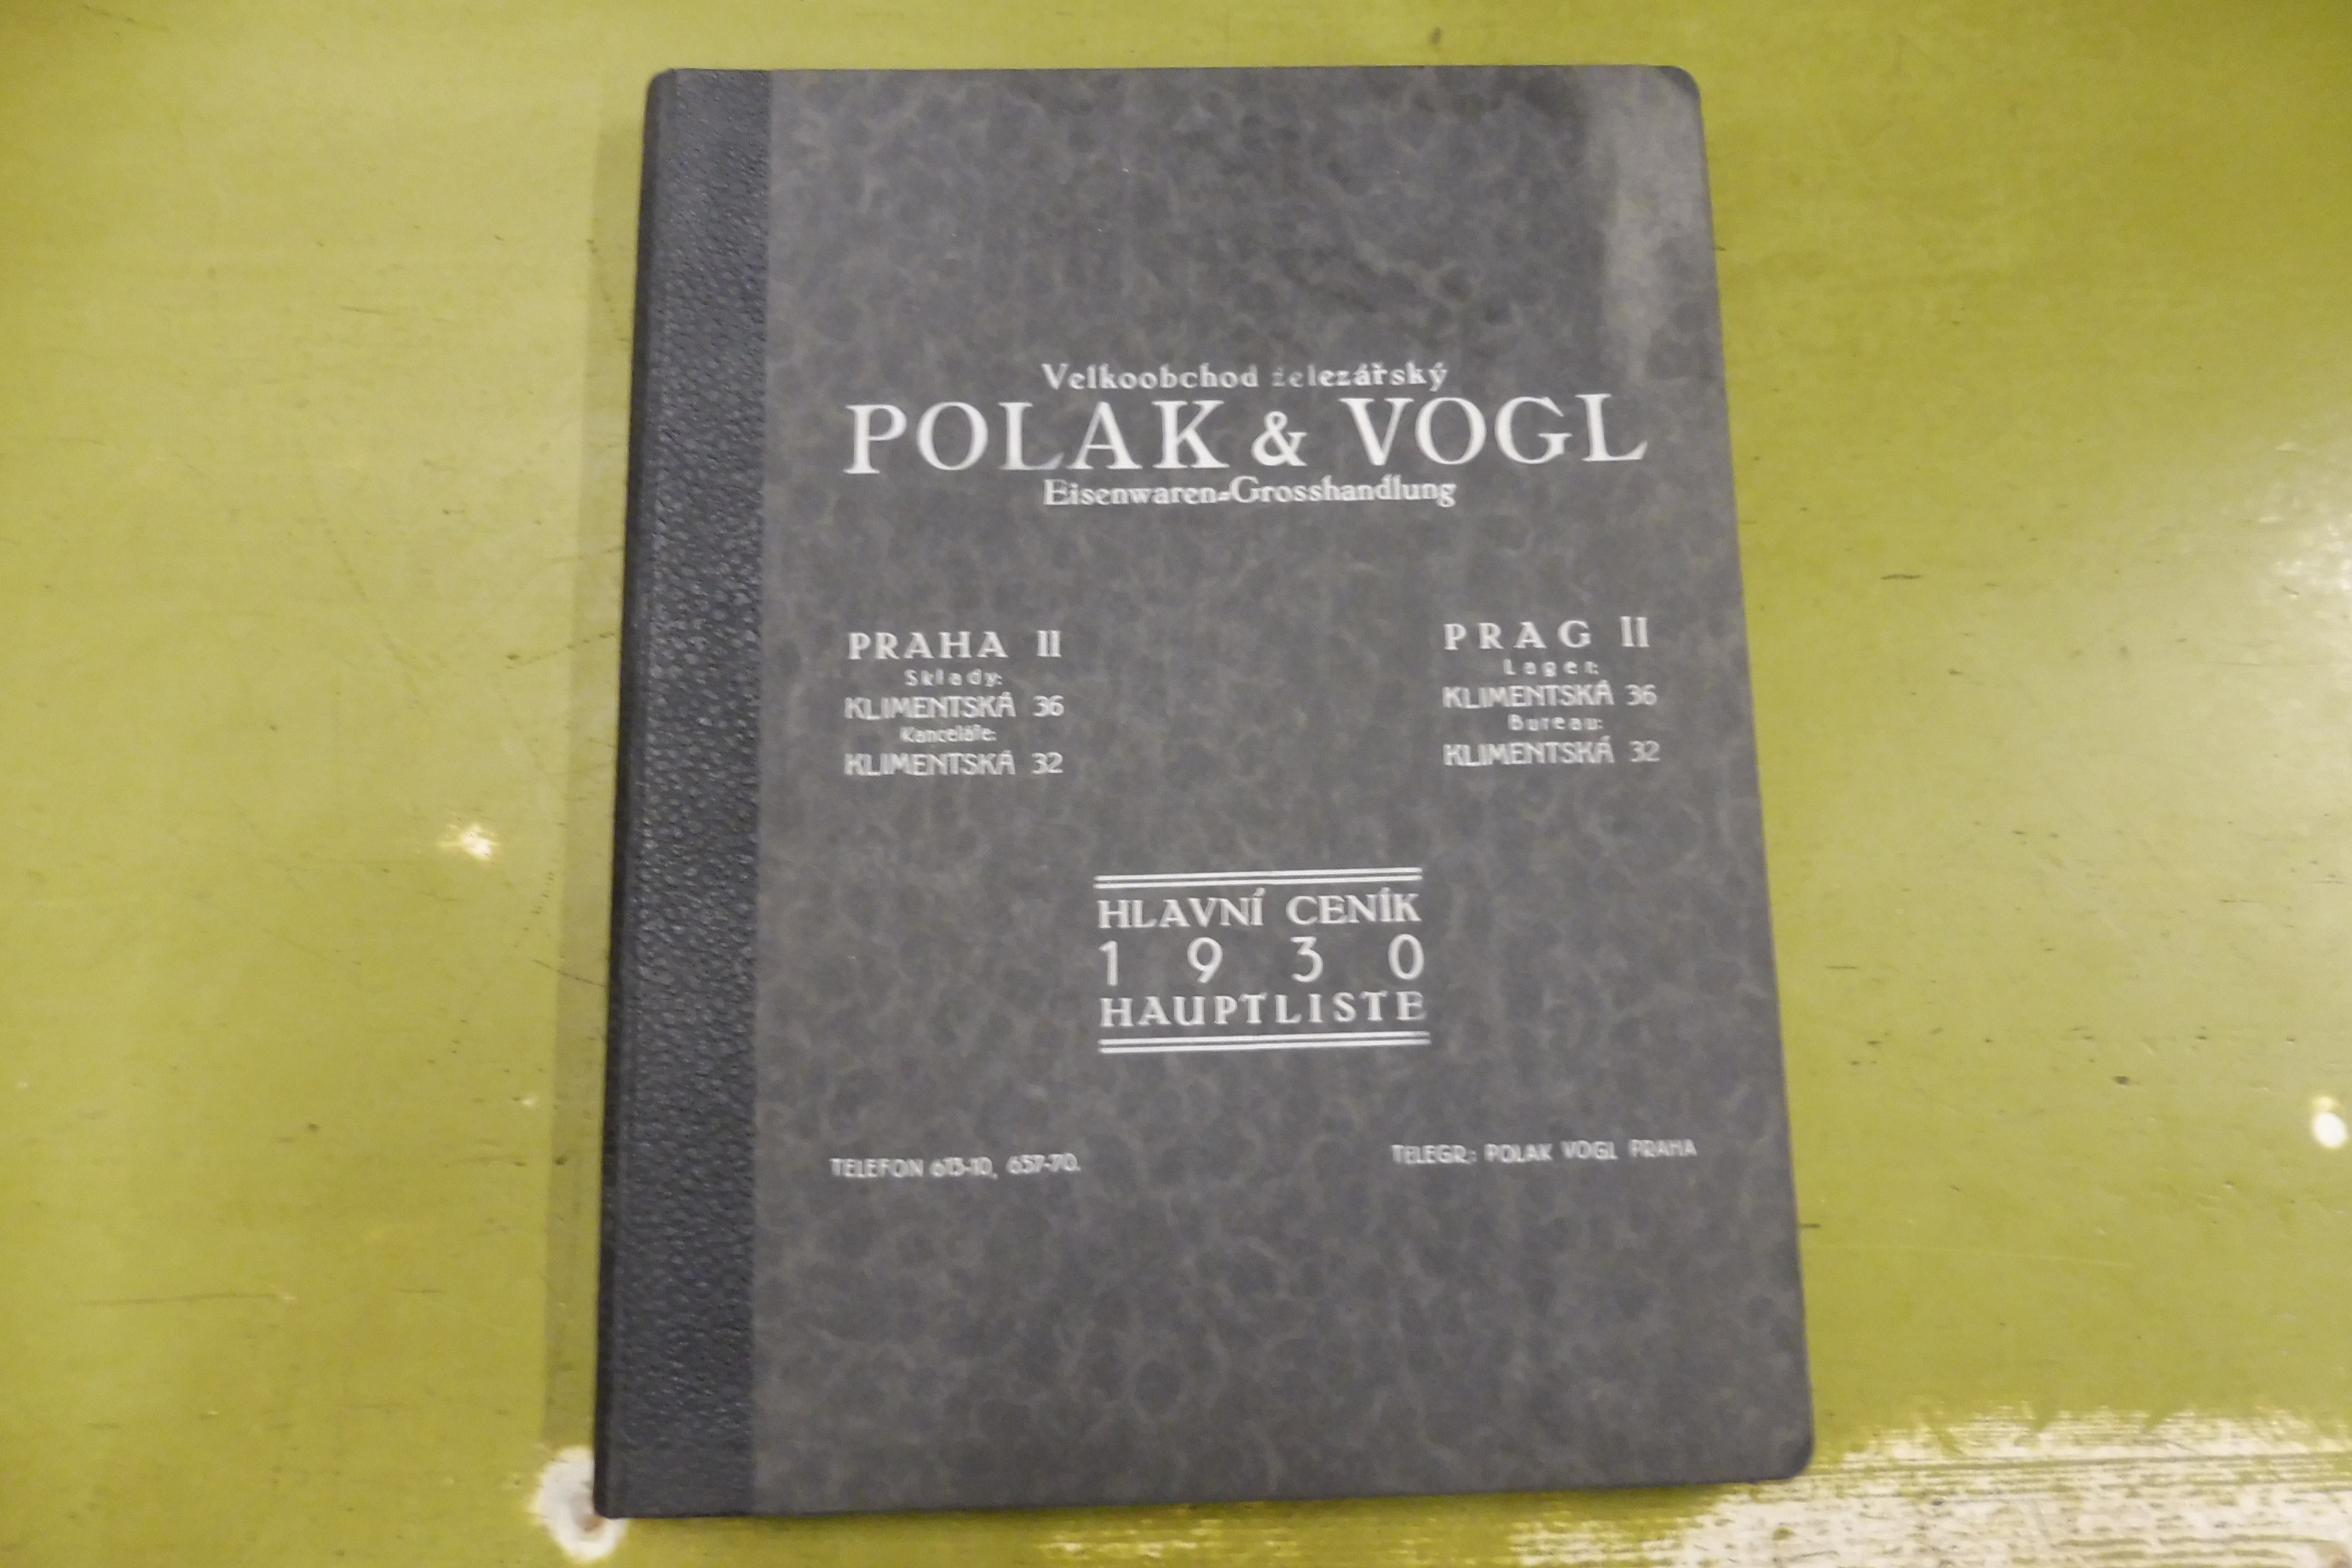 Velkoobchod železářský
POLAK & VOGL
Eisenwaren=Grosshandlung
PRAHA II
Sklady:
KLIMENTSKÁ 36
Kanceláře:
KLIMENTSKÁ 32
PRAG II
Lager:
KLIMENTSKÁ 36
Bureau:
KLIMENTSKÁ 32
HLAVNÍ CENÍK
1930
HAUPTLISTE
TELEFON 613-10, 657-70.
TELEGR.: POLAK VOGL PRAHA